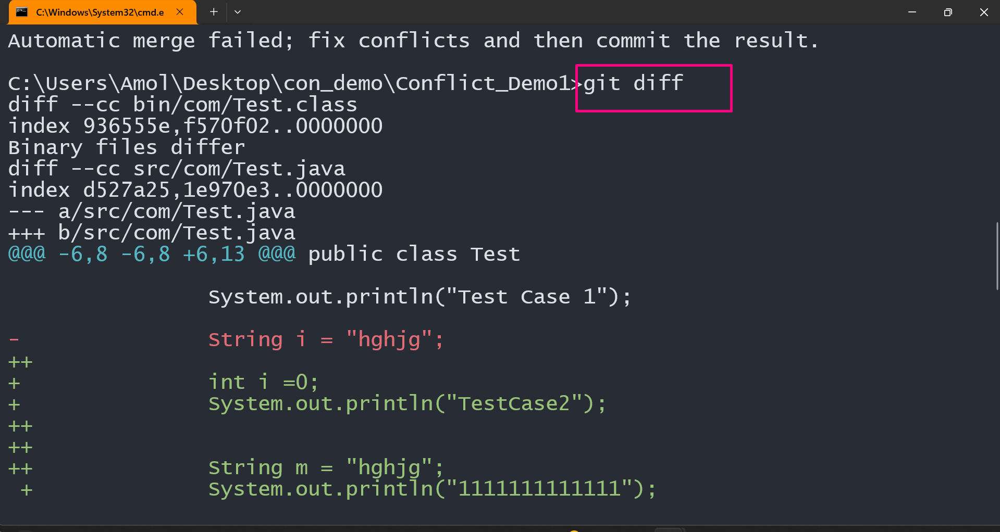 C:\Windows\System32\cmd.e
Automatic merge failed; fix conflicts and then commit the result.
C:\Users\Amol\Desktop\con_demo\Conflict_Demo1>git diff
diff --cc bin/com/Test.class
index 936555e,f570f02..0000000
Binary files differ
diff --cc src/com/Test.java
index d527a25,1e970e3..0000000
--- a/src/com/Test.java
+++ b/src/com/Test.java
@@@ -6,8 -6,8 +6,13 @@@ public class Test
System.out.println("Test Case 1");
-                String i = "hghjg";
++
+                int i =0;
+                System.out.println("TestCase2");
++
++
++               String m = "hghjg";
 +               System.out.println("1111111111111");